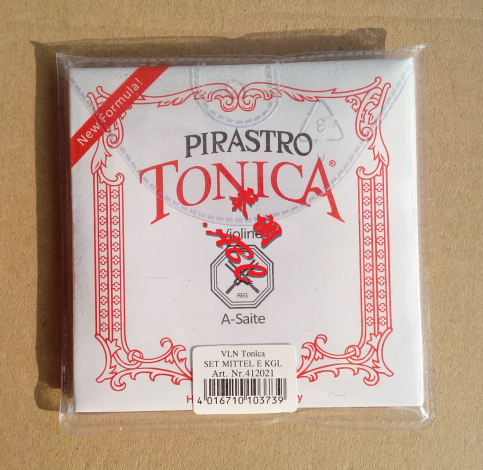 New Formula!
PIRASTRO
TONICA®
Violine
REG
A-Saite
VLN Tonica
SET MITTEL E KGL
Art. Nr.412021
4 016710 103739